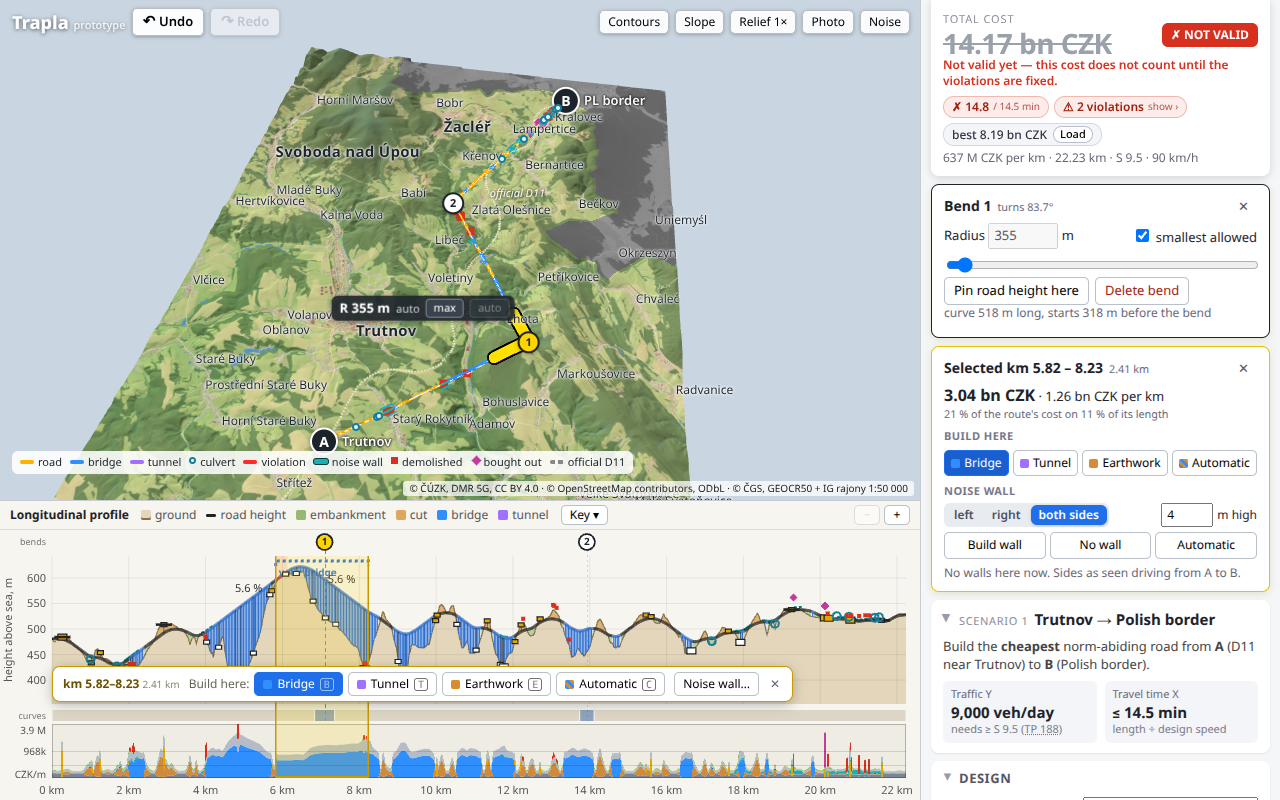 Trapla prototype
↶ Undo
↷ Redo
Contours
Slope
Relief 1×
Photo
Noise
Horní Maršov
Bobr
B PL border
Královec
Žacléř
Lampertice
Svoboda nad Úpou
Křenov
Bernartice
Mladé Buky
Hertvíkovice
Babí
official D11
2
Zlatá Olešnice
Bečkov
Kalná Voda
Uniemyśl
Libeč
Okrzeszyn
Vlčice
Voletiny
Petříkovice
Chvaleč
R 355 m auto max auto
Lhota
Volanov
Oblanov
Trutnov
1
Staré Buky
Markoušovice
Prostřední Staré Buky
Radvanice
Bohuslavice
Horní Staré Buky
Starý Rokytník
Adamov
A Trutnov
road bridge tunnel culvert violation noise wall demolished bought out official D11
Střítež
© ČÚZK, DMR 5G, CC BY 4.0 · © OpenStreetMap contributors, ODbL · © ČGS, GEOCR50 + IG rajony 1:50 000
Longitudinal profile ground road height embankment cut bridge tunnel Key ▾ − +
bends 1 2
height above sea, m
600
550
500
450
400
5.6 %
5.6 %
km 5.82–8.23 2.41 km Build here: Bridge B Tunnel T Earthwork E Automatic C Noise wall... ✕
curves
3.9 M
968k
CZK/m
0 km 2 km 4 km 6 km 8 km 10 km 12 km 14 km 16 km 18 km 20 km 22 km
TOTAL COST
14.17 bn CZK
✗ NOT VALID
Not valid yet — this cost does not count until the
violations are fixed.
✗ 14.8 / 14.5 min
⚠ 2 violations show ›
best 8.19 bn CZK Load
637 M CZK per km · 22.23 km · S 9.5 · 90 km/h
Bend 1 turns 83.7° ✕
Radius 355 m smallest allowed
Pin road height here
Delete bend
curve 518 m long, starts 318 m before the bend
Selected km 5.82 – 8.23 2.41 km ✕
3.04 bn CZK · 1.26 bn CZK per km
21 % of the route's cost on 11 % of its length
BUILD HERE
Bridge Tunnel Earthwork Automatic
NOISE WALL
left right both sides 4 m high
Build wall No wall Automatic
No walls here now. Sides as seen driving from A to B.
▼ SCENARIO 1 Trutnov → Polish border
Build the cheapest norm-abiding road from A (D11
near Trutnov) to B (Polish border).
Traffic Y
9,000 veh/day
needs ≥ S 9.5 (TP 188)
Travel time X
≤ 14.5 min
length ÷ design speed
▼ DESIGN